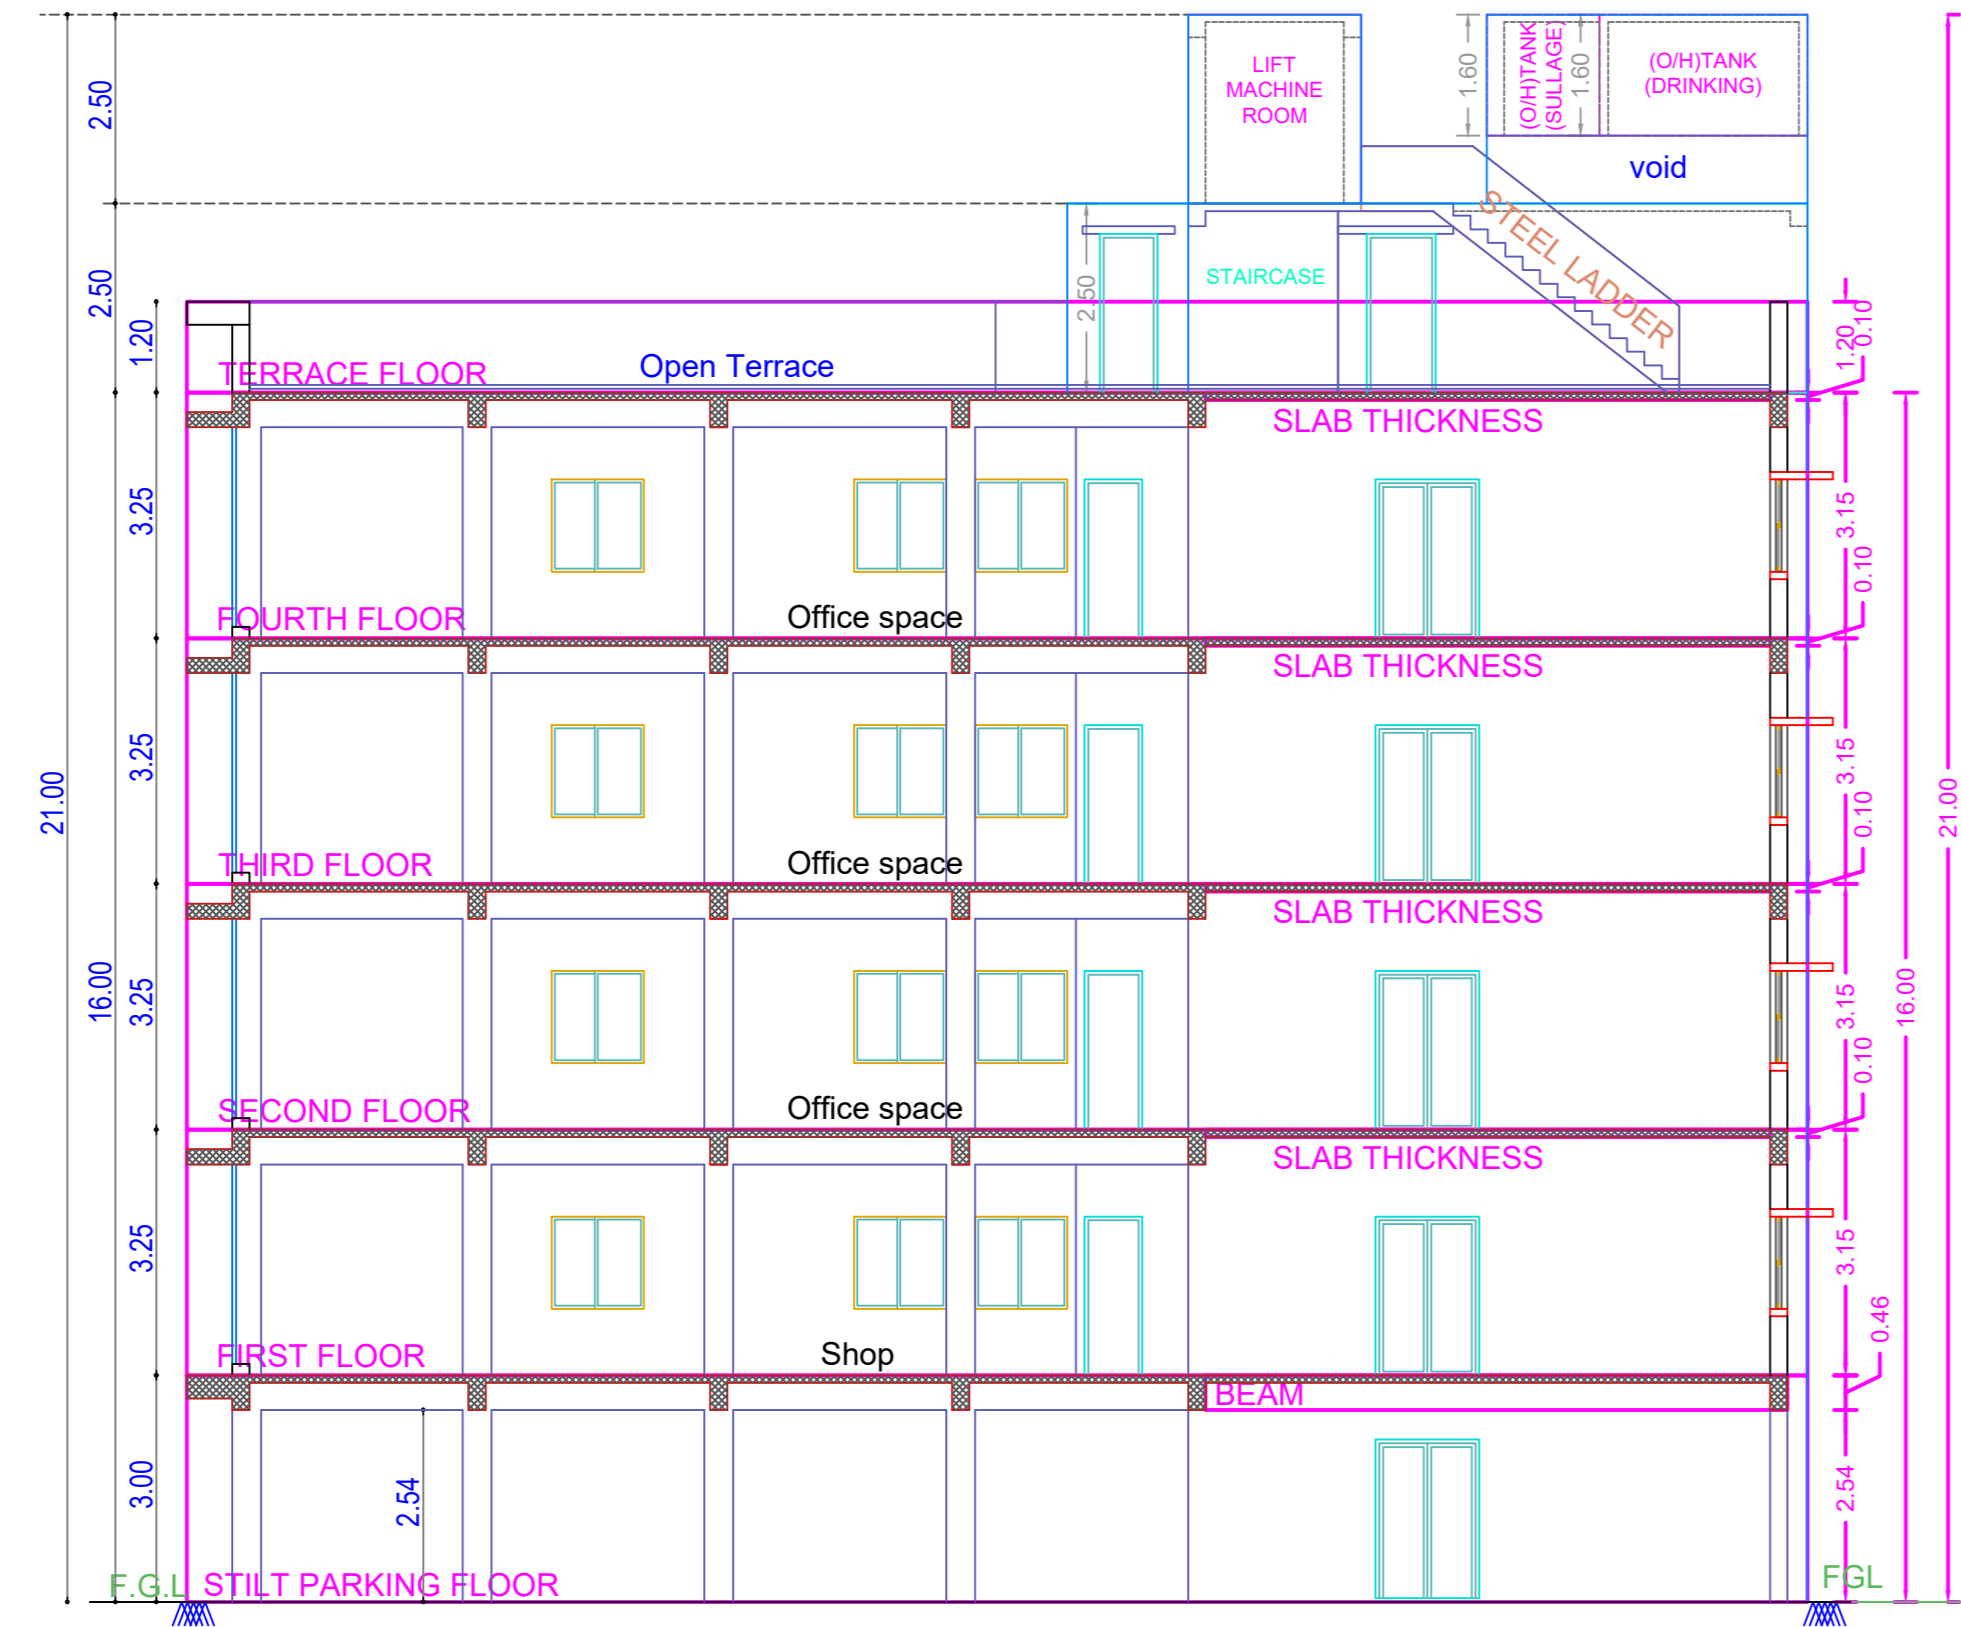 2.50
LIFT
MACHINE
ROOM
1.60
(O/H)TANK
(SULLAGE)
1.60
(O/H)TANK
(DRINKING)
void
STEEL LADDER
2.50
1.20
2.50
STAIRCASE
1.20
0.10
TERRACE FLOOR
Open Terrace
SLAB THICKNESS
3.25
3.15
0.10
FOURTH FLOOR
Office space
SLAB THICKNESS
21.00
3.25
3.15
0.10
21.00
THIRD FLOOR
Office space
SLAB THICKNESS
16.00
3.25
3.15
0.10
16.00
SECOND FLOOR
Office space
SLAB THICKNESS
3.25
3.15
0.46
FIRST FLOOR
Shop
BEAM
3.00
2.54
2.54
F.G.L
STILT PARKING FLOOR
FGL